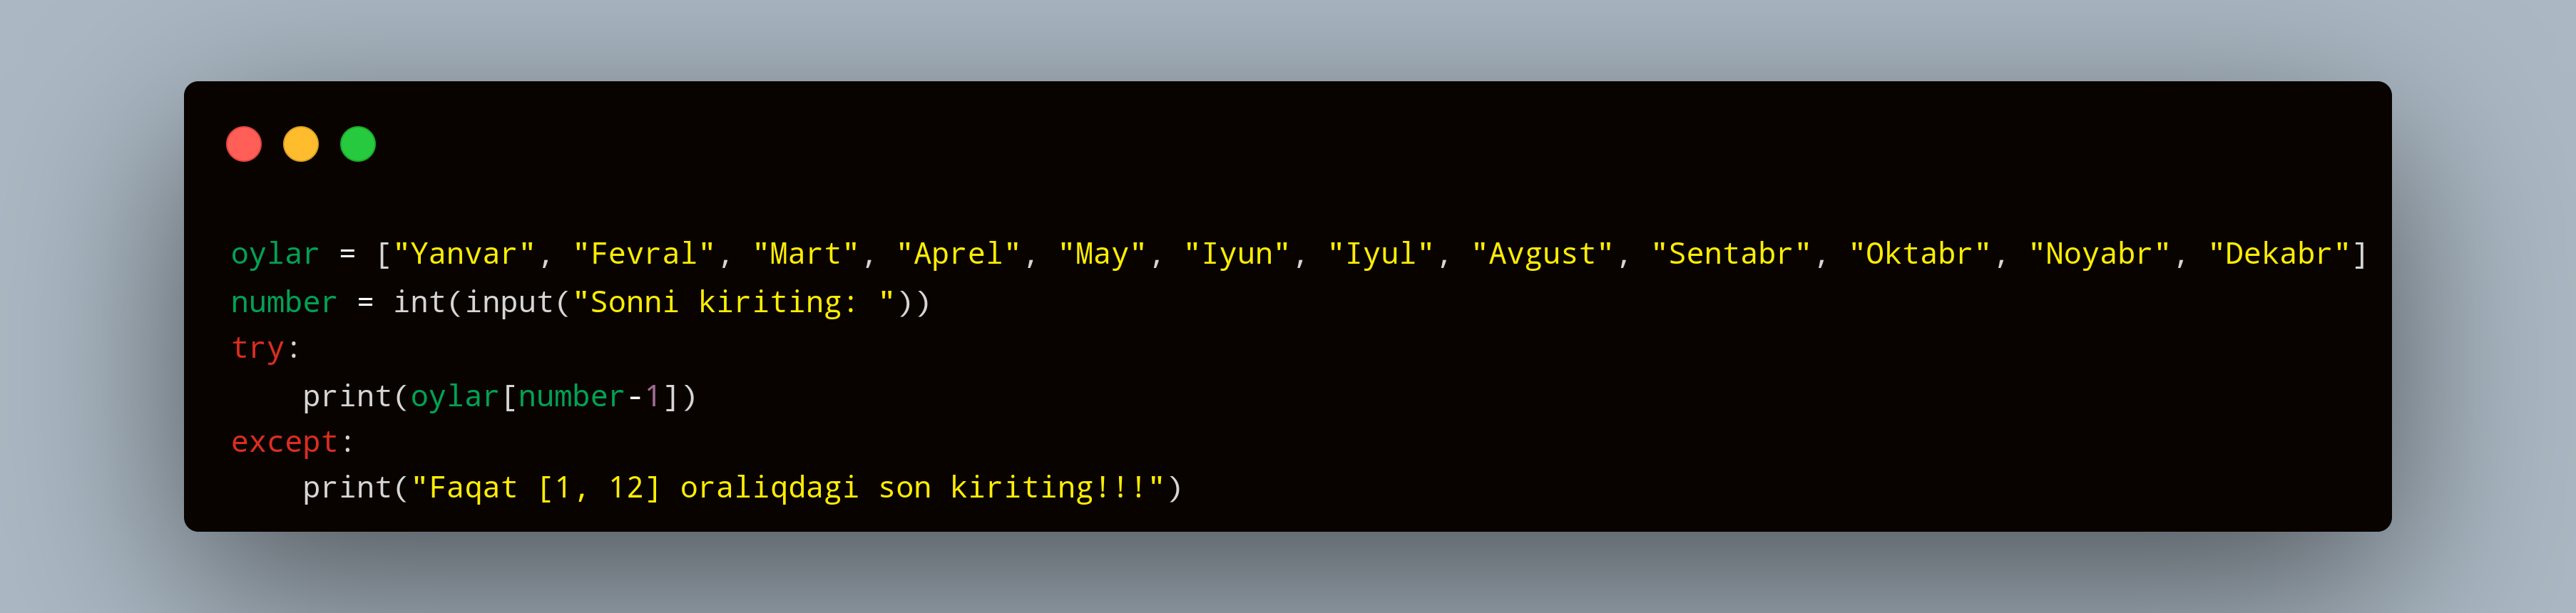 oylar = ["Yanvar", "Fevral", "Mart", "Aprel", "May", "Iyun", "Iyul", "Avgust", "Sentabr", "Oktabr", "Noyabr", "Dekabr"]
number = int(input("Sonni kiriting: "))
try:
    print(oylar[number-1])
except:
    print("Faqat [1, 12] oraliqdagi son kiriting!!!")